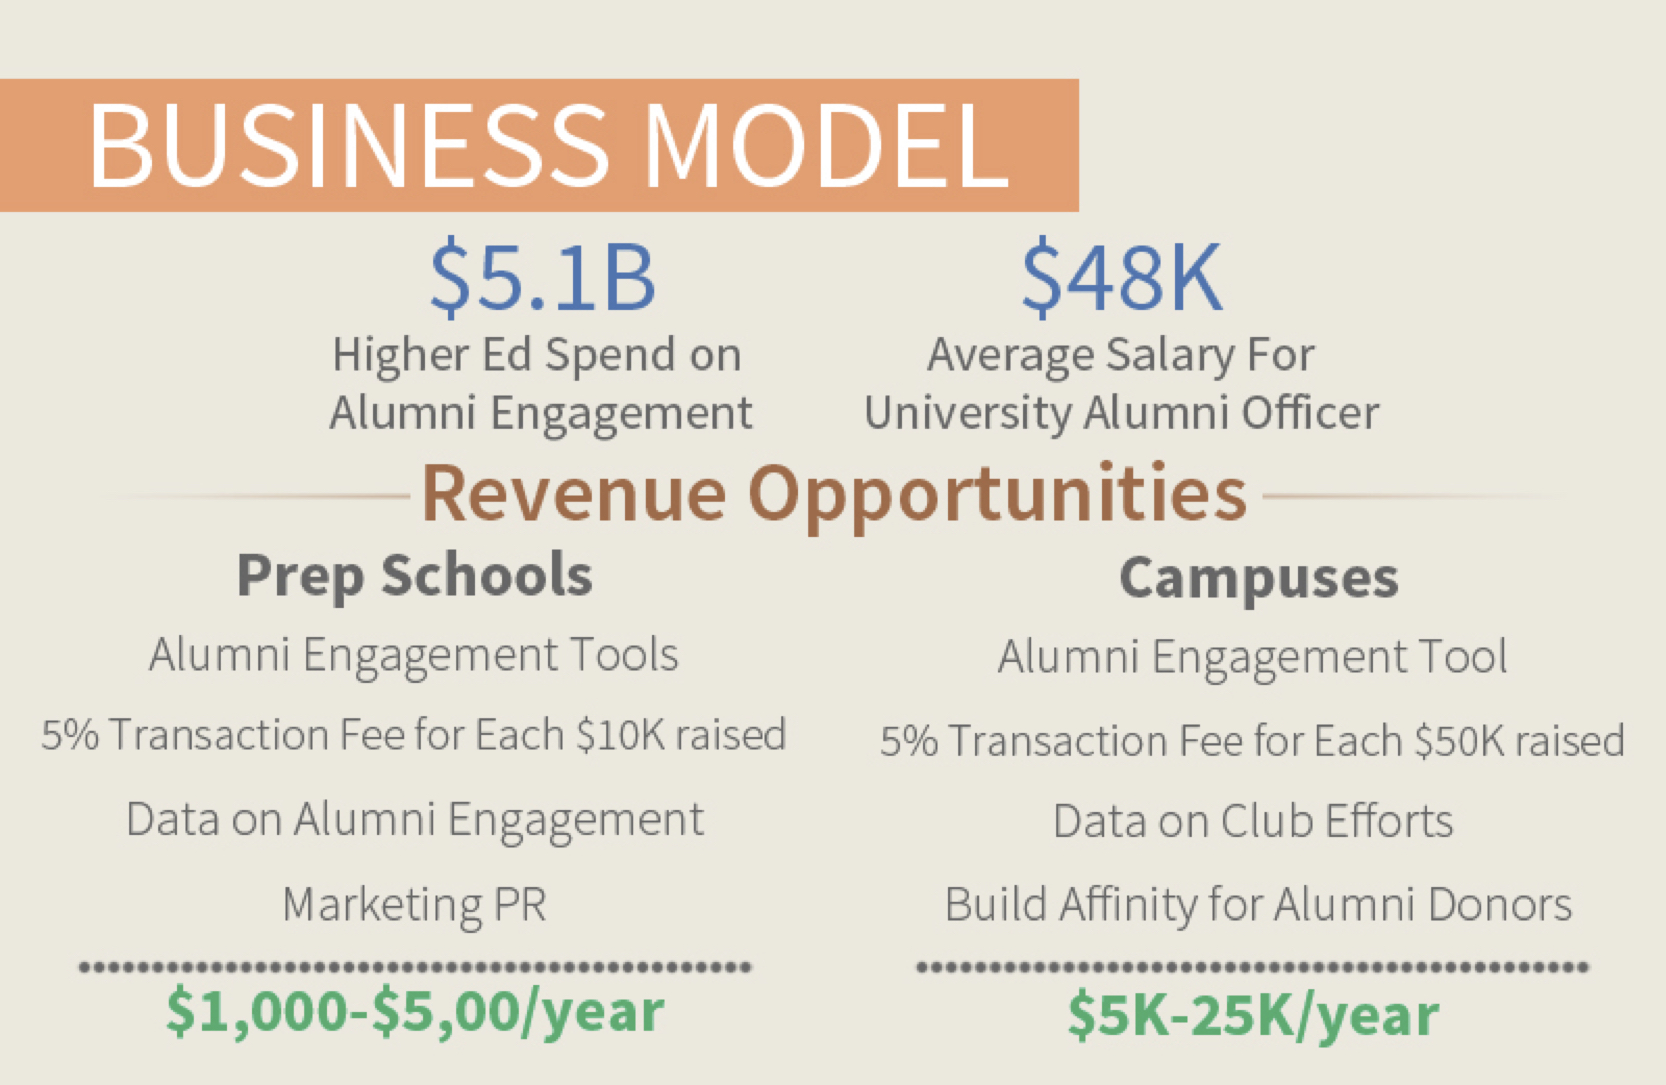 BUSINESS MODEL
$5.1B
Higher Ed Spend on
Alumni Engagement
$48K
Average Salary For
University Alumni Officer
Revenue Opportunities
Prep Schools
Alumni Engagement Tools
5% Transaction Fee for Each $10K raised
Data on Alumni Engagement
Marketing PR
$1,000-$5,00/year
Campuses
Alumni Engagement Tool
5% Transaction Fee for Each $50K raised
Data on Club Efforts
Build Affinity for Alumni Donors
$5K-25K/year